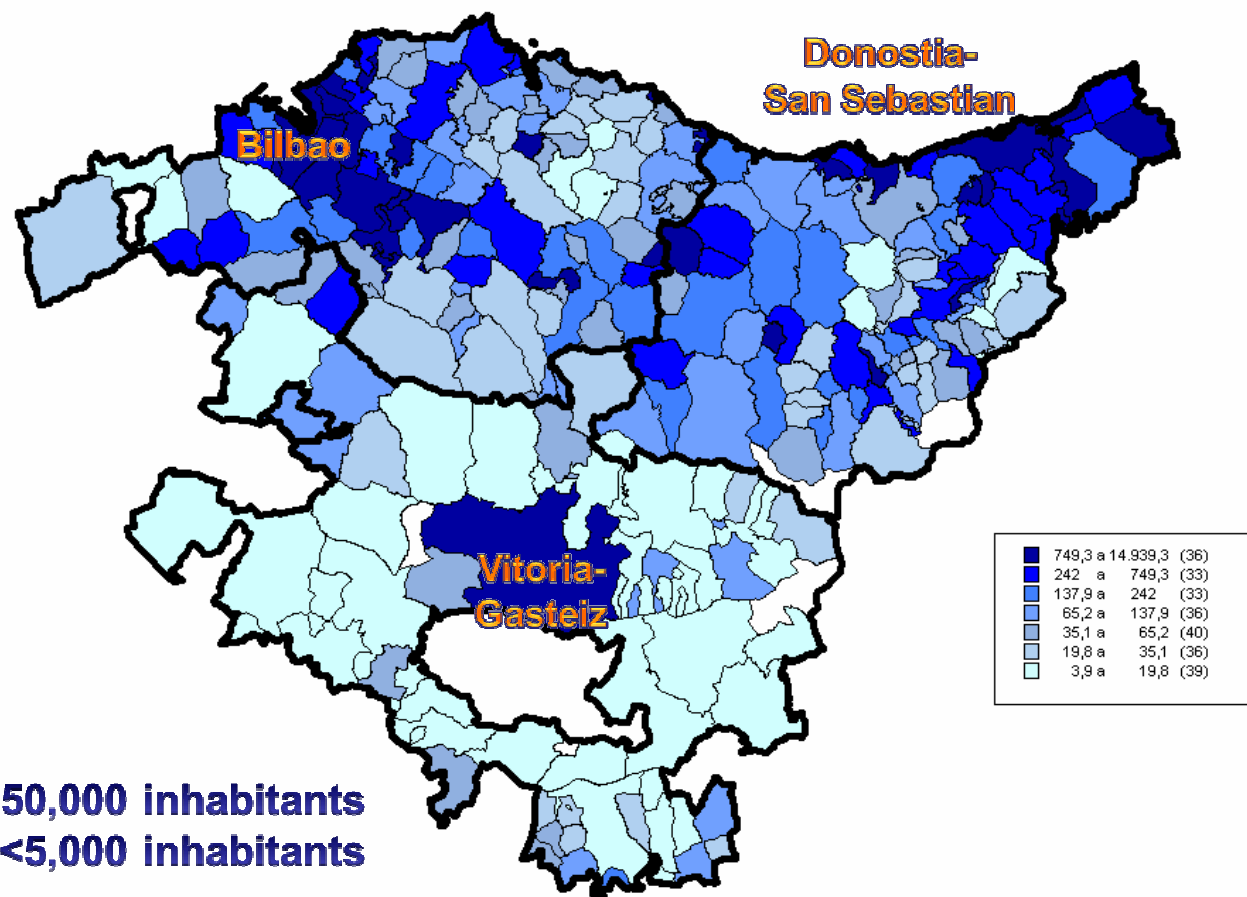 Donostia-
San Sebastian
Bilbao
Vitoria-
Gasteiz
749,3 a 14.939,3 (36)
242 a 749,3 (33)
137,9 a 242 (33)
65,2 a 137,9 (36)
35,1 a 65,2 (40)
19,8 a 35,1 (36)
3,9 a 19,8 (39)
50,000 inhabitants
<5,000 inhabitants